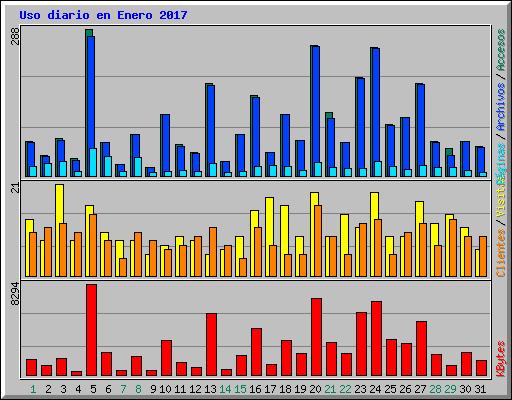 Uso diario en Enero 2017
288
21
8294
Clientes / Visitas
Páginas / Archivos / Accesos
KBytes
1 2 3 4 5 6 7 8 9 10 11 12 13 14 15 16 17 18 19 20 21 22 23 24 25 26 27 28 29 30 31